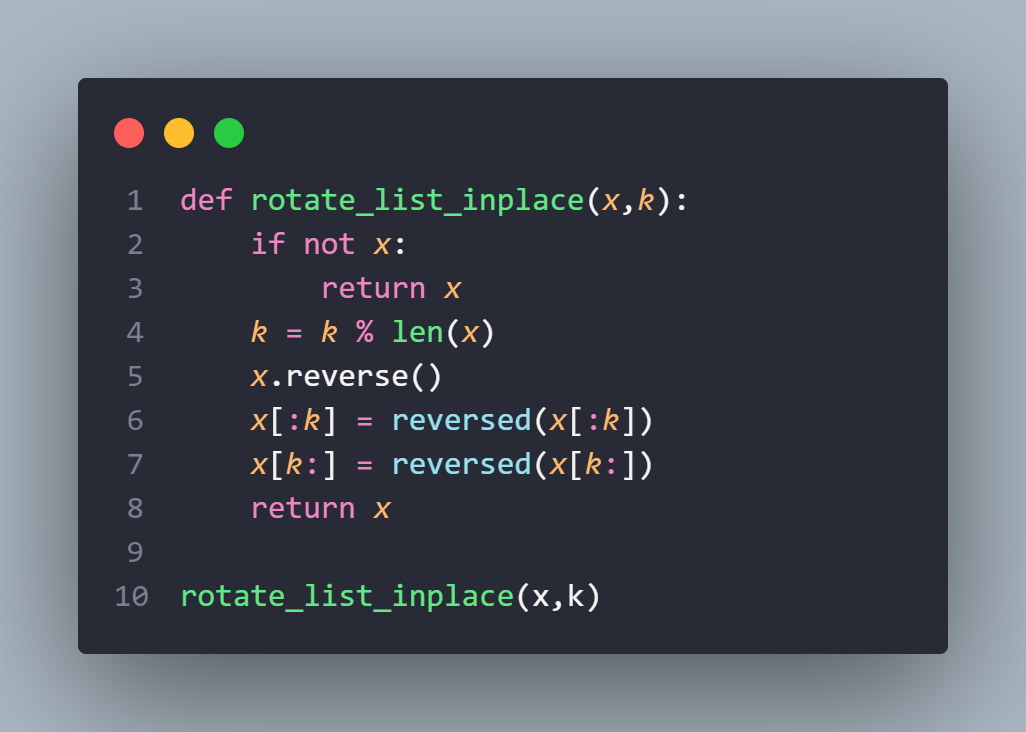 1 def rotate_list_inplace(x,k):
2     if not x:
3         return x
4     k = k % len(x)
5     x.reverse()
6     x[:k] = reversed(x[:k])
7     x[k:] = reversed(x[k:])
8     return x
9
10 rotate_list_inplace(x,k)